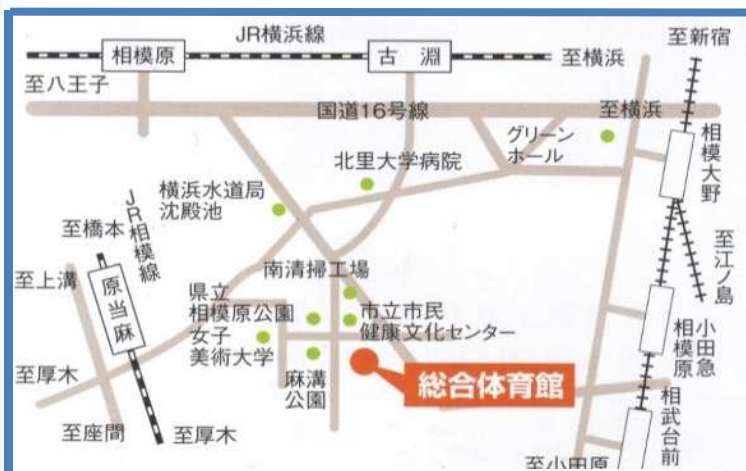 JR横浜線
相模原
古淵
至横浜
至新宿
至八王子
国道16号線
至横浜
グリーン
ホール
相模大野
北里大学病院
横浜水道局
沈殿池
JR相模線
至橋本
至上溝
原当麻
南清掃工場
県立
相模原公園
女子
美術大学
市立市民
健康文化センター
麻溝
公園
総合体育館
至江ノ島
小田急
相模原
至厚木
至座間
至厚木
相武台前
至小田原